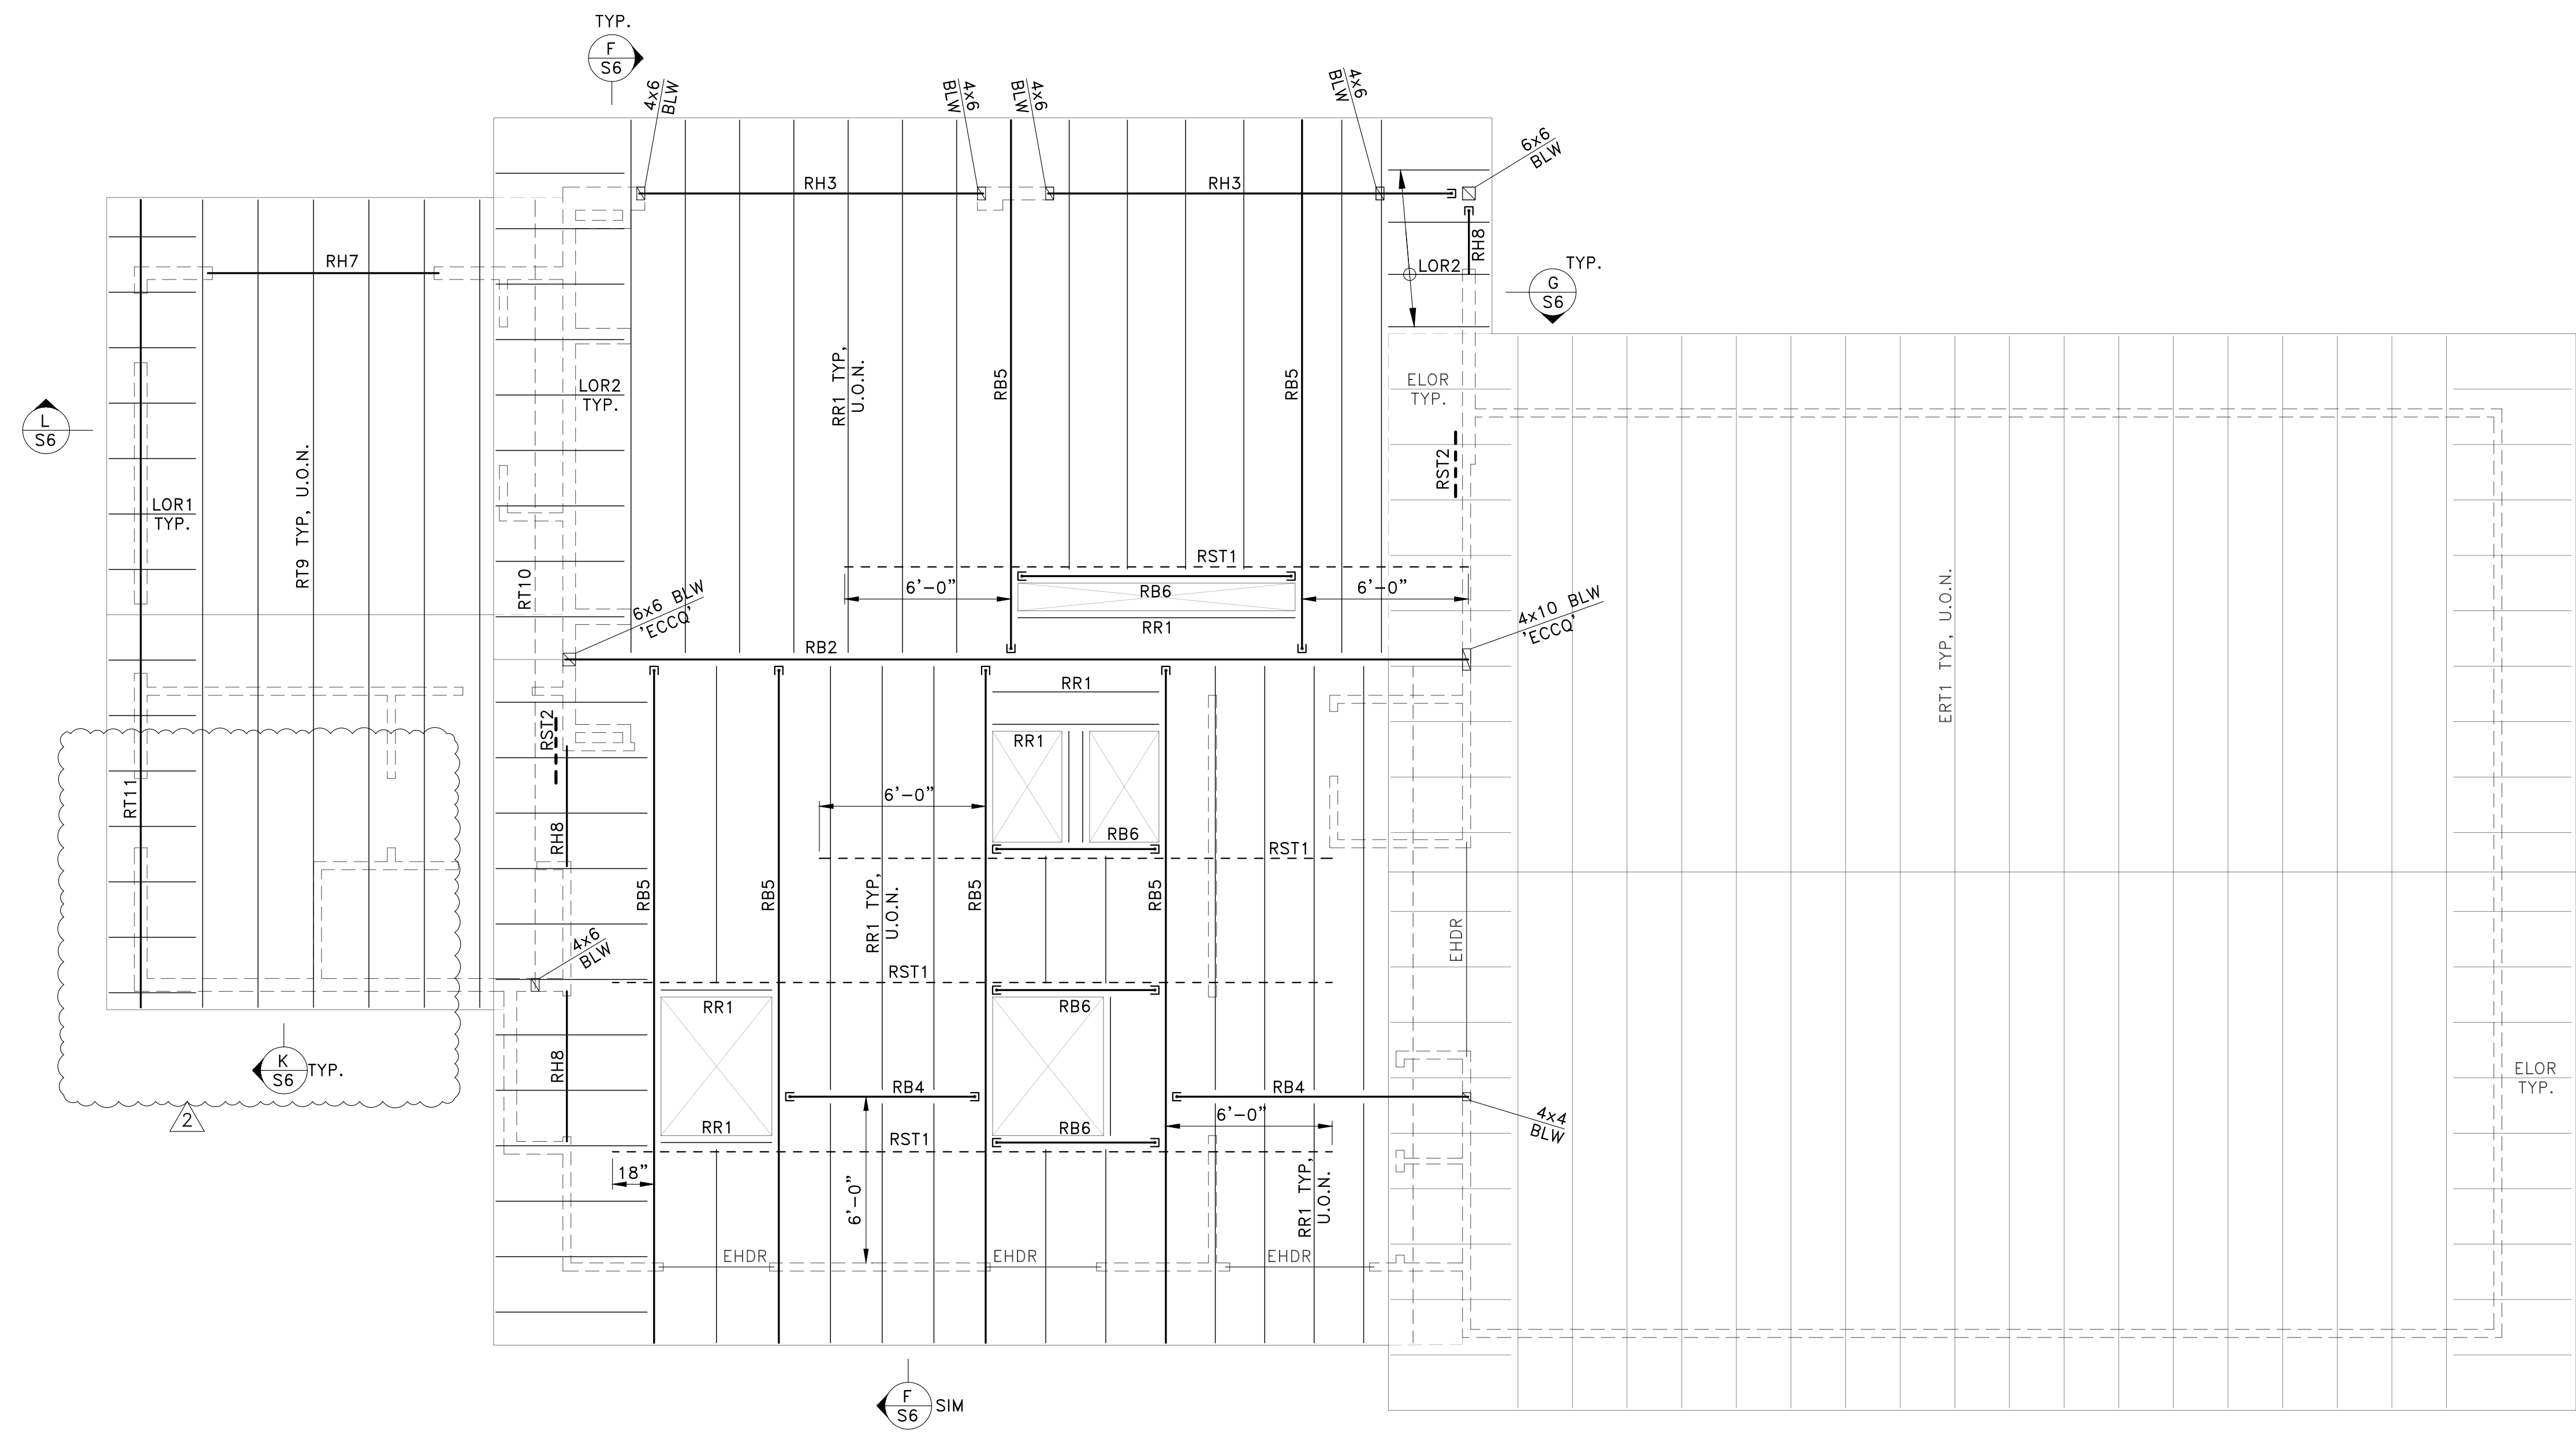 TYP.
F
S6
4x6
BLW
4x6
BLW
4x6
BLW
4x6
BLW
6x6
BLW
RH3
RH3
RH8
RH7
LOR2
TYP.
G
S6
L
S6
LOR2
TYP.
RR1 TYP,
U.O.N.
RB5
RB5
ELOR
TYP.
RST2
LOR1
TYP.
RT9 TYP, U.O.N.
RT10
RST1
6'-0"
RB6
6'-0"
6x6 BLW
'ECCQ'
4x10 BLW
'ECCQ'
RR1
RB2
ERT1 TYP, U.O.N.
RR1
RST2
RR1
RT11
6'-0"
RB6
RH8
RST1
RB5
RB5
RR1 TYP,
U.O.N.
RB5
RB5
EHDR
4x6
BLW
RST1
RR1
RB6
K
S6
TYP.
RH8
RB4
RB4
ELOR
TYP.
2
6'-0"
4x4
BLW
RR1
RST1
RB6
18"
6'-0"
RR1 TYP,
U.O.N.
EHDR
EHDR
EHDR
F
S6
SIM